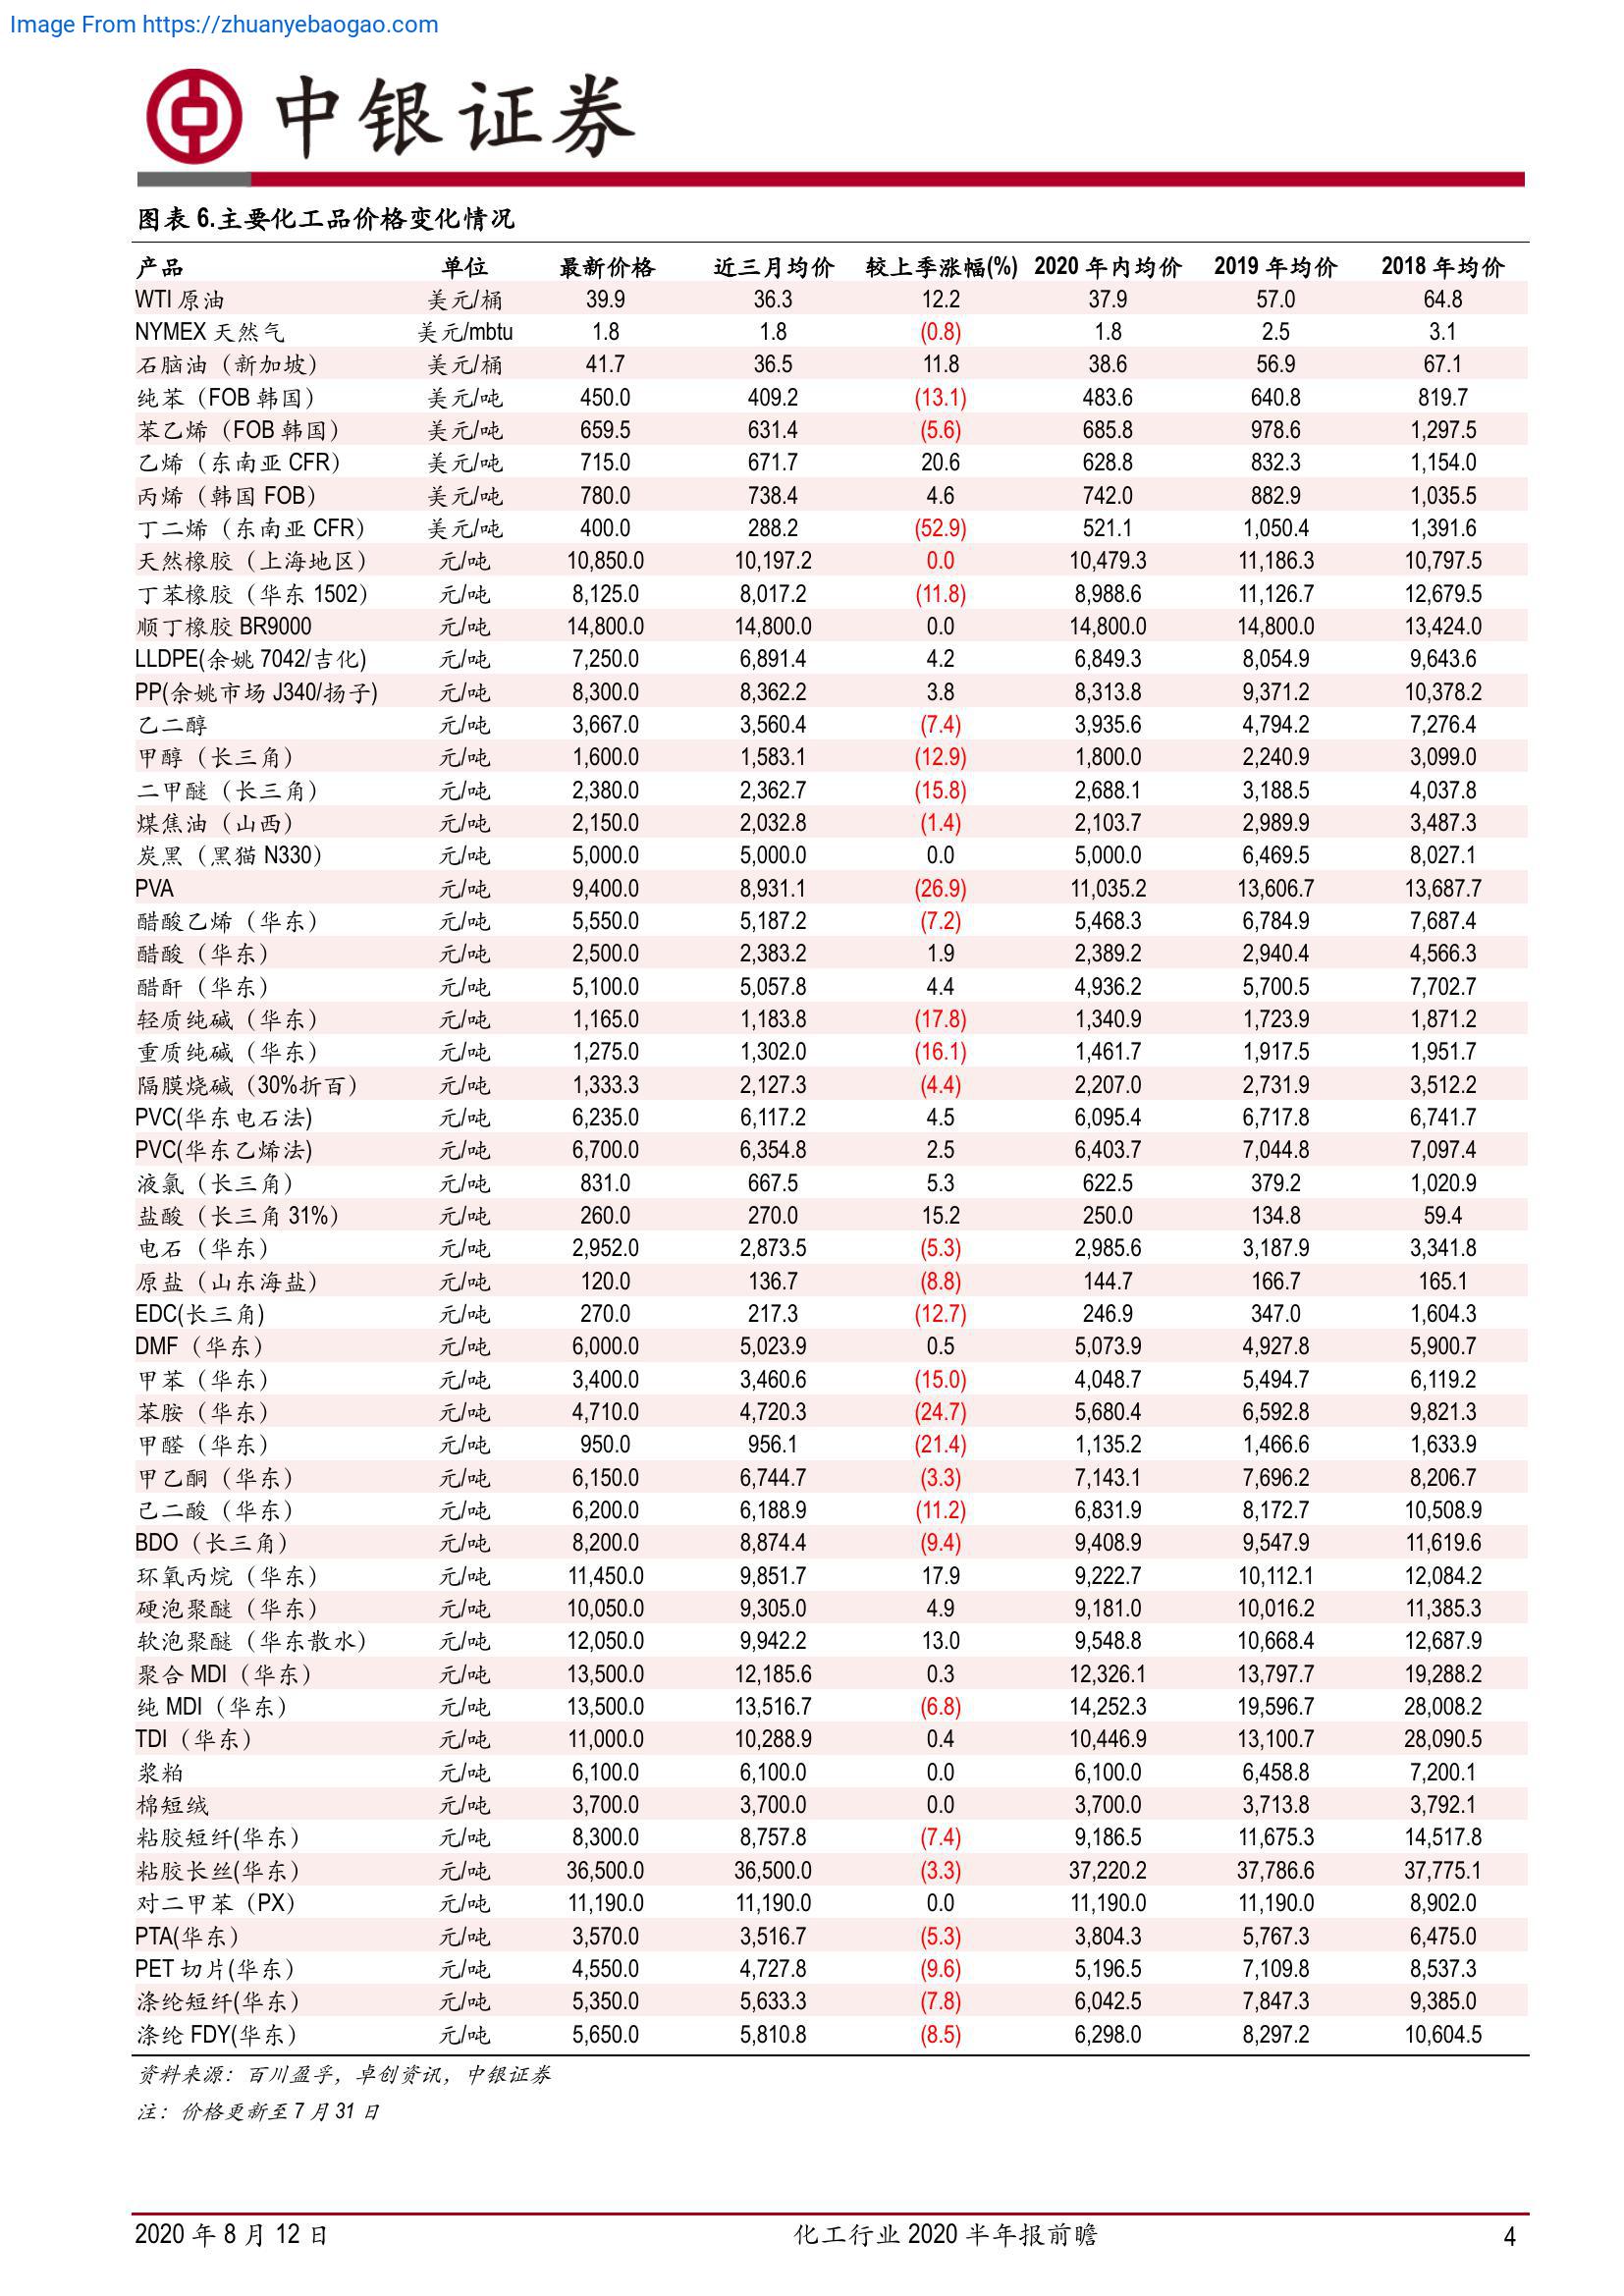 Image From https://zhuanyebaogao.com
中银证券
图表 6.主要化工品价格变化情况
产品 单位 最新价格 近三月均价 较上季涨幅(%) 2020 年内均价 2019 年均价 2018 年均价
WTI 原油 美元/桶 39.9 36.3 12.2 37.9 57.0 64.8
NYMEX 天然气 美元/mbtu 1.8 1.8 (0.8) 1.8 2.5 3.1
石脑油（新加坡） 美元/桶 41.7 36.5 11.8 38.6 56.9 67.1
纯苯（FOB 韩国） 美元/吨 450.0 409.2 (13.1) 483.6 640.8 819.7
苯乙烯（FOB 韩国） 美元/吨 659.5 631.4 (5.6) 685.8 978.6 1,297.5
乙烯（东南亚 CFR） 美元/吨 715.0 671.7 20.6 628.8 832.3 1,154.0
丙烯（韩国 FOB） 美元/吨 780.0 738.4 4.6 742.0 882.9 1,035.5
丁二烯（东南亚 CFR） 美元/吨 400.0 288.2 (52.9) 521.1 1,050.4 1,391.6
天然橡胶（上海地区） 元/吨 10,850.0 10,197.2 0.0 10,479.3 11,186.3 10,797.5
丁苯橡胶（华东 1502） 元/吨 8,125.0 8,017.2 (11.8) 8,988.6 11,126.7 12,679.5
顺丁橡胶 BR9000 元/吨 14,800.0 14,800.0 0.0 14,800.0 14,800.0 13,424.0
LLDPE(余姚 7042/吉化) 元/吨 7,250.0 6,891.4 4.2 6,849.3 8,054.9 9,643.6
PP(余姚市场 J340/扬子) 元/吨 8,300.0 8,362.2 3.8 8,313.8 9,371.2 10,378.2
乙二醇 元/吨 3,667.0 3,560.4 (7.4) 3,935.6 4,794.2 7,276.4
甲醇（长三角） 元/吨 1,600.0 1,583.1 (12.9) 1,800.0 2,240.9 3,099.0
二甲醚（长三角） 元/吨 2,380.0 2,362.7 (15.8) 2,688.1 3,188.5 4,037.8
煤焦油（山西） 元/吨 2,150.0 2,032.8 (1.4) 2,103.7 2,989.9 3,487.3
炭黑（黑猫 N330） 元/吨 5,000.0 5,000.0 0.0 5,000.0 6,469.5 8,027.1
PVA 元/吨 9,400.0 8,931.1 (26.9) 11,035.2 13,606.7 13,687.7
醋酸乙烯（华东） 元/吨 5,550.0 5,187.2 (7.2) 5,468.3 6,784.9 7,687.4
醋酸（华东） 元/吨 2,500.0 2,383.2 1.9 2,389.2 2,940.4 4,566.3
醋酐（华东） 元/吨 5,100.0 5,057.8 4.4 4,936.2 5,700.5 7,702.7
轻质纯碱（华东） 元/吨 1,165.0 1,183.8 (17.8) 1,340.9 1,723.9 1,871.2
重质纯碱（华东） 元/吨 1,275.0 1,302.0 (16.1) 1,461.7 1,917.5 1,951.7
隔膜烧碱（30%折百） 元/吨 1,333.3 2,127.3 (4.4) 2,207.0 2,731.9 3,512.2
PVC(华东电石法) 元/吨 6,235.0 6,117.2 4.5 6,095.4 6,717.8 6,741.7
PVC(华东乙烯法) 元/吨 6,700.0 6,354.8 2.5 6,403.7 7,044.8 7,097.4
液氯（长三角） 元/吨 831.0 667.5 5.3 622.5 379.2 1,020.9
盐酸（长三角 31%） 元/吨 260.0 270.0 15.2 250.0 134.8 59.4
电石（华东） 元/吨 2,952.0 2,873.5 (5.3) 2,985.6 3,187.9 3,341.8
原盐（山东海盐） 元/吨 120.0 136.7 (8.8) 144.7 166.7 165.1
EDC(长三角) 元/吨 270.0 217.3 (12.7) 246.9 347.0 1,604.3
DMF（华东） 元/吨 6,000.0 5,023.9 0.5 5,073.9 4,927.8 5,900.7
甲苯（华东） 元/吨 3,400.0 3,460.6 (15.0) 4,048.7 5,494.7 6,119.2
苯胺（华东） 元/吨 4,710.0 4,720.3 (24.7) 5,680.4 6,592.8 9,821.3
甲醛（华东） 元/吨 950.0 956.1 (21.4) 1,135.2 1,466.6 1,633.9
甲乙酮（华东） 元/吨 6,150.0 6,744.7 (3.3) 7,143.1 7,696.2 8,206.7
己二酸（华东） 元/吨 6,200.0 6,188.9 (11.2) 6,831.9 8,172.7 10,508.9
BDO（长三角） 元/吨 8,200.0 8,874.4 (9.4) 9,408.9 9,547.9 11,619.6
环氧丙烷（华东） 元/吨 11,450.0 9,851.7 17.9 9,222.7 10,112.1 12,084.2
硬泡聚醚（华东） 元/吨 10,050.0 9,305.0 4.9 9,181.0 10,016.2 11,385.3
软泡聚醚（华东散水） 元/吨 12,050.0 9,942.2 13.0 9,548.8 10,668.4 12,687.9
聚合 MDI（华东） 元/吨 13,500.0 12,185.6 0.3 12,326.1 13,797.7 19,288.2
纯 MDI（华东） 元/吨 13,500.0 13,516.7 (6.8) 14,252.3 19,596.7 28,008.2
TDI（华东） 元/吨 11,000.0 10,288.9 0.4 10,446.9 13,100.7 28,090.5
浆粕 元/吨 6,100.0 6,100.0 0.0 6,100.0 6,458.8 7,200.1
棉短绒 元/吨 3,700.0 3,700.0 0.0 3,700.0 3,713.8 3,792.1
粘胶短纤(华东） 元/吨 8,300.0 8,757.8 (7.4) 9,186.5 11,675.3 14,517.8
粘胶长丝(华东） 元/吨 36,500.0 36,500.0 (3.3) 37,220.2 37,786.6 37,775.1
对二甲苯（PX） 元/吨 11,190.0 11,190.0 0.0 11,190.0 11,190.0 8,902.0
PTA(华东） 元/吨 3,570.0 3,516.7 (5.3) 3,804.3 5,767.3 6,475.0
PET 切片(华东） 元/吨 4,550.0 4,727.8 (9.6) 5,196.5 7,109.8 8,537.3
涤纶短纤(华东） 元/吨 5,350.0 5,633.3 (7.8) 6,042.5 7,847.3 9,385.0
涤纶 FDY(华东） 元/吨 5,650.0 5,810.8 (8.5) 6,298.0 8,297.2 10,604.5
资料来源：百川盈孚，卓创资讯，中银证券
注：价格更新至 7 月 31 日
2020 年 8 月 12 日 化工行业 2020 半年报前瞻 4